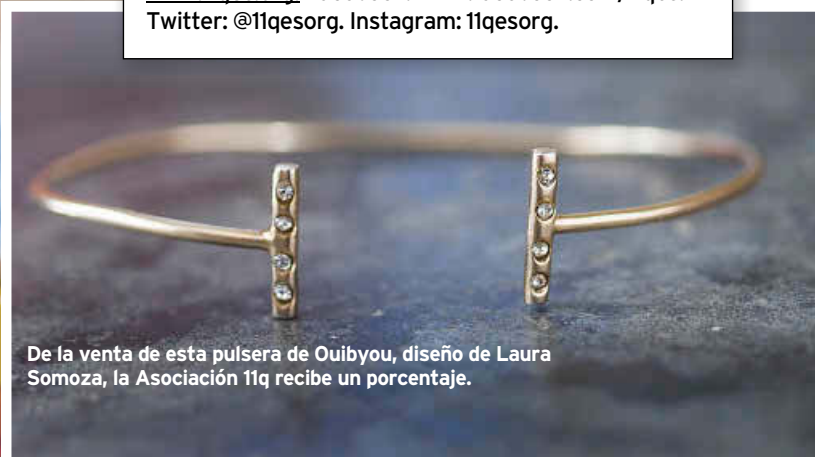 Twitter: @11qesorg. Instagram: 11qesorg.
De la venta de esta pulsera de Ouibyou, diseño de Laura
Somoza, la Asociación 11q recibe un porcentaje.